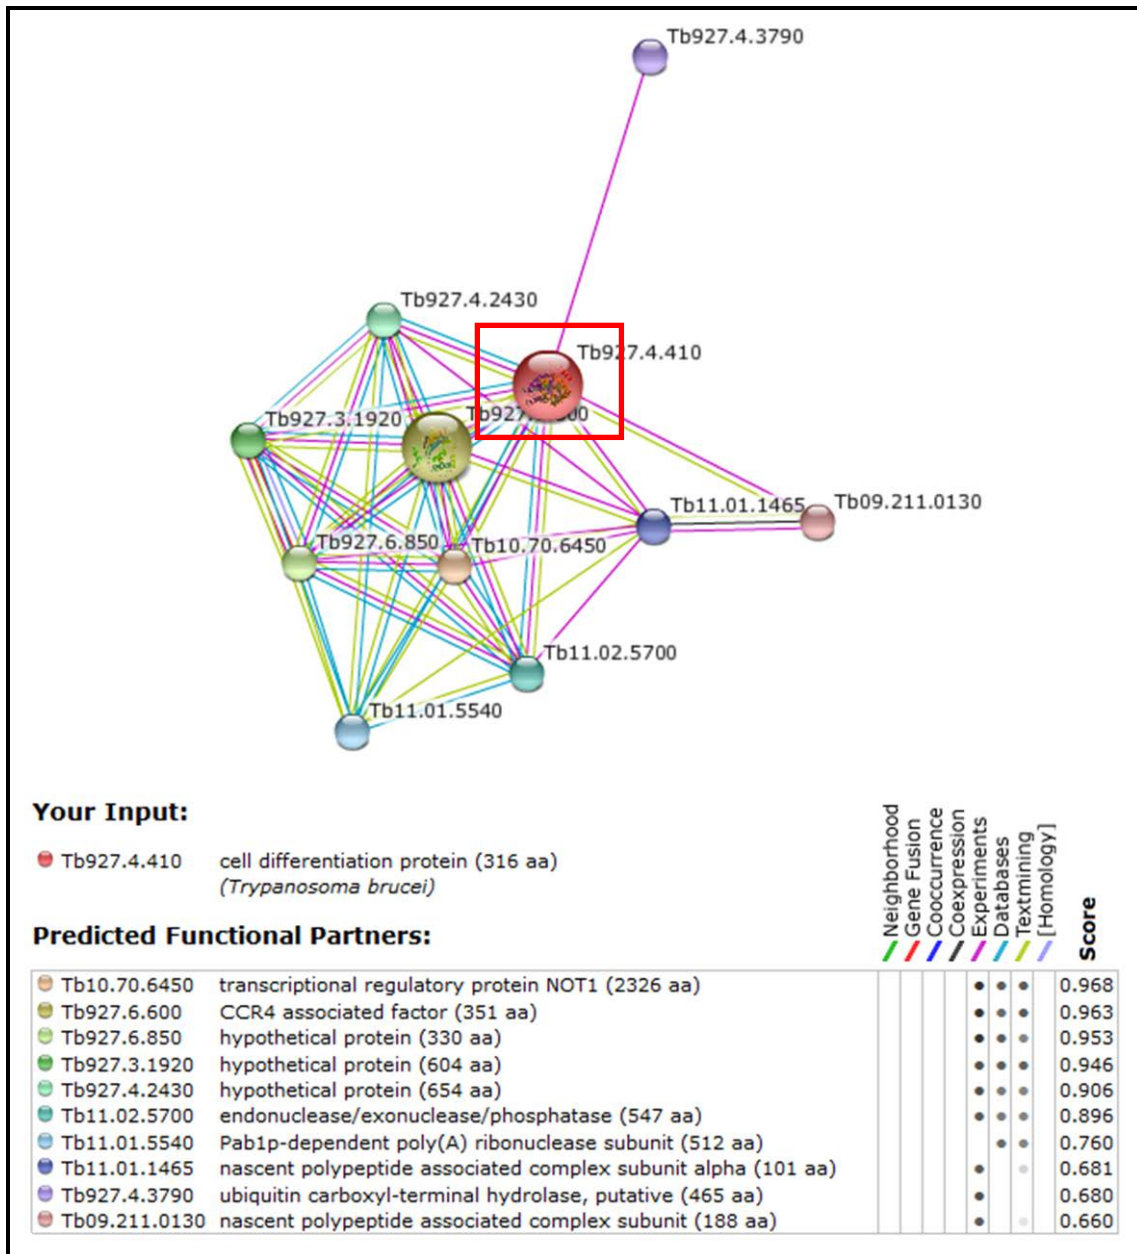 Tb927.4.3790
Tb927.4.2430
Tb927.4.410
Tb927.3.1920
Tb11.01.1465
Tb09.211.0130
Tb927.6.850
Tb10.70.6450
Tb11.02.5700
Tb11.01.5540
Your Input:
Tb927.4.410 cell differentiation protein (316 aa)
(Trypanosoma brucei)
Neighborhood
Gene Fusion
Cooccurrence
Coexpression
Experiments
Databases
Textmining
[Homology]
Score
Predicted Functional Partners:
Tb10.70.6450 transcriptional regulatory protein NOT1 (2326 aa) 0.968
Tb927.6.600 CCR4 associated factor (351 aa) 0.963
Tb927.6.850 hypothetical protein (330 aa) 0.953
Tb927.3.1920 hypothetical protein (604 aa) 0.946
Tb927.4.2430 hypothetical protein (654 aa) 0.906
Tb11.02.5700 endonuclease/exonuclease/phosphatase (547 aa) 0.896
Tb11.01.5540 Pab1p-dependent poly(A) ribonuclease subunit (512 aa) 0.760
Tb11.01.1465 nascent polypeptide associated complex subunit alpha (101 aa) 0.681
Tb927.4.3790 ubiquitin carboxyl-terminal hydrolase, putative (465 aa) 0.680
Tb09.211.0130 nascent polypeptide associated complex subunit (188 aa) 0.660